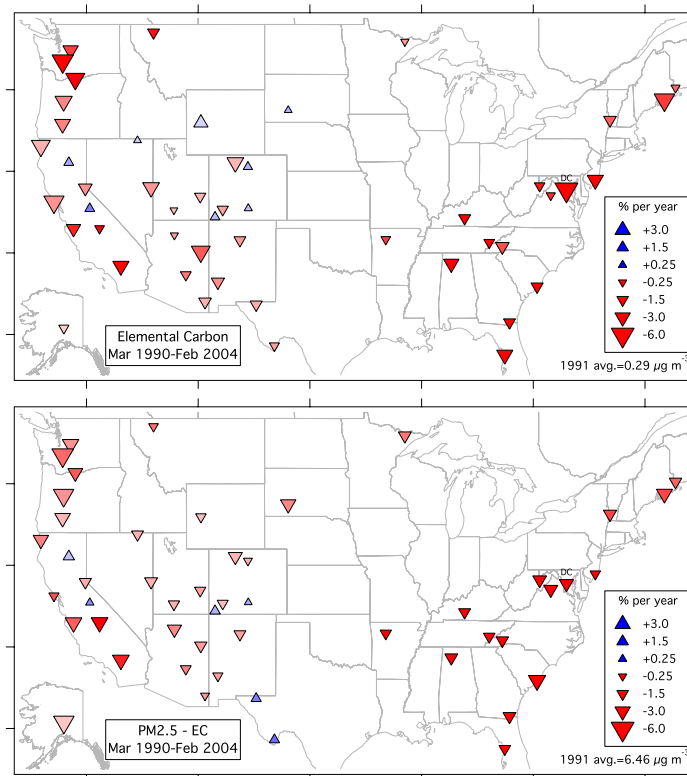 DC
% per year
+3.0
+1.5
+0.25
-0.25
-1.5
-3.0
-6.0
Elemental Carbon
Mar 1990-Feb 2004
1991 avg.=0.29 µg m-3
DC
% per year
+3.0
+1.5
+0.25
-0.25
-1.5
-3.0
-6.0
PM2.5 - EC
Mar 1990-Feb 2004
1991 avg.=6.46 µg m-3